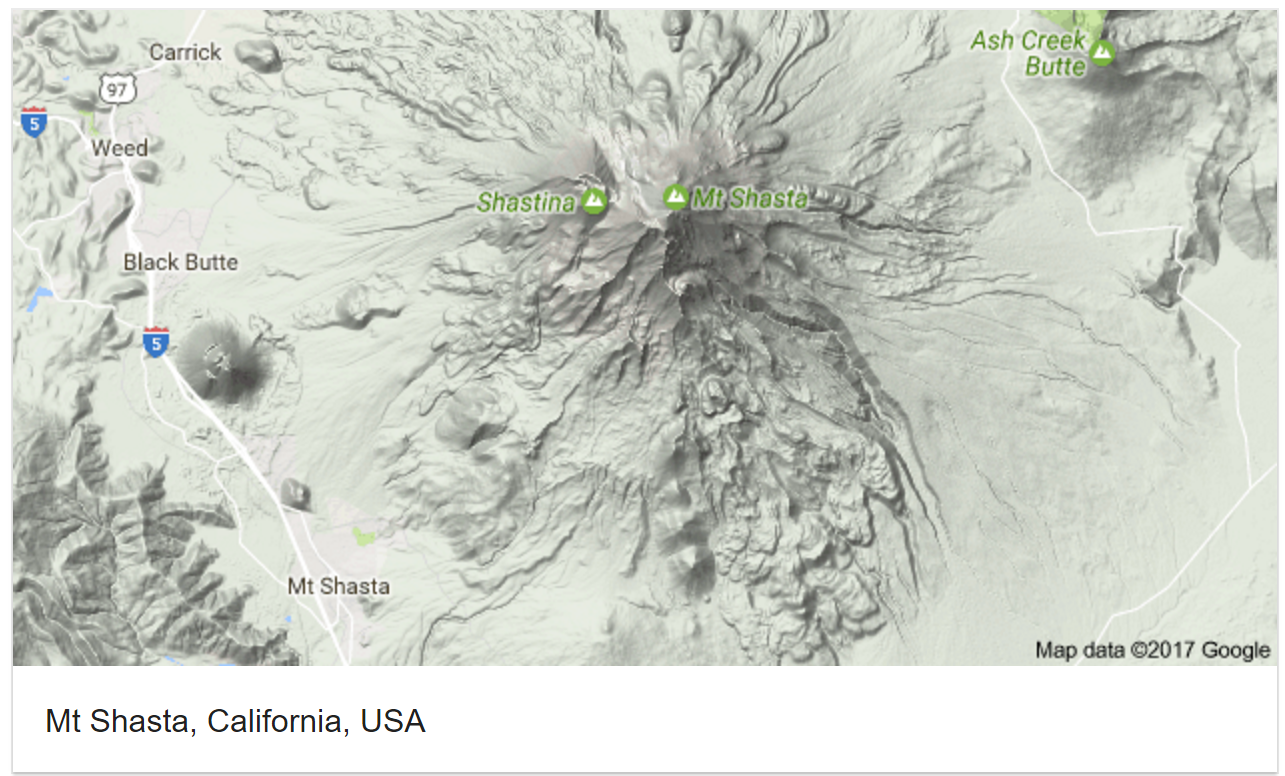 Carrick
97
5
Weed
Ash Creek
Butte
Shastina
Mt Shasta
Black Butte
5
Mt Shasta
Map data ©2017 Google
Mt Shasta, California, USA